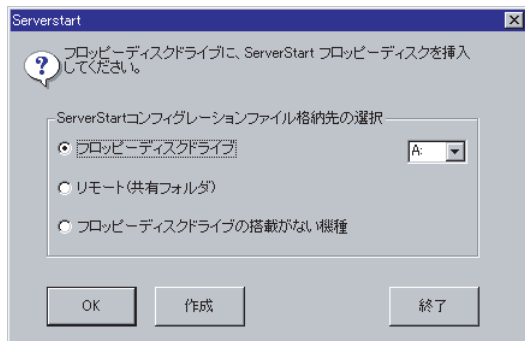 Serverstart
フロッピーディスクドライブに、ServerStart フロッピーディスクを挿入
してください。
ServerStartコンフィグレーションファイル格納先の選択
フロッピーディスクドライブ A:
リモート(共有フォルダ)
フロッピーディスクドライブの搭載がない機種
OK 作成 終了